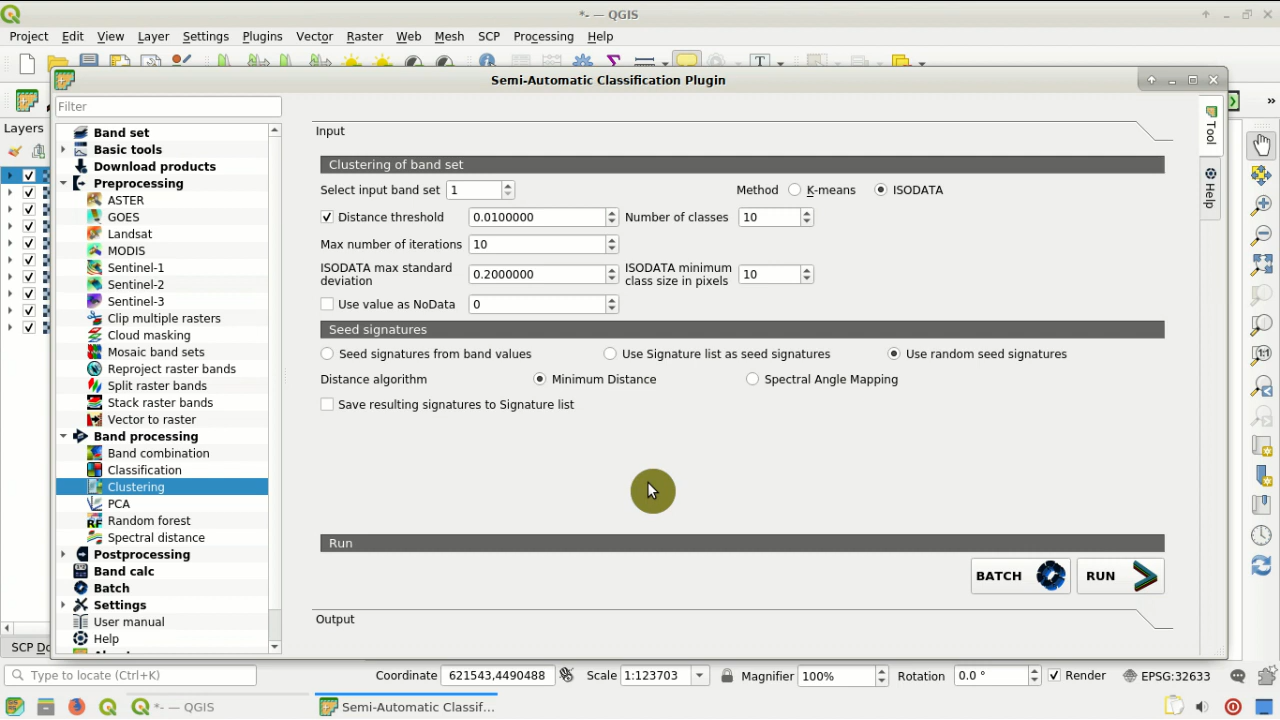 *- — QGIS
Project Edit View Layer Settings Plugins Vector Raster Web Mesh SCP Processing Help
Semi-Automatic Classification Plugin
Layers
Filter
Band set
Basic tools
Download products
Preprocessing
ASTER
GOES
Landsat
MODIS
Sentinel-1
Sentinel-2
Sentinel-3
Clip multiple rasters
Cloud masking
Mosaic band sets
Reproject raster bands
Split raster bands
Stack raster bands
Vector to raster
Band processing
Band combination
Classification
Clustering
PCA
Random forest
Spectral distance
Postprocessing
Band calc
Batch
Settings
User manual
Help
Input
Clustering of band set
Select input band set 1 Method K-means ISODATA
Distance threshold 0.0100000 Number of classes 10
Max number of iterations 10
ISODATA max standard deviation 0.2000000 ISODATA minimum class size in pixels 10
Use value as NoData 0
Seed signatures
Seed signatures from band values Use Signature list as seed signatures Use random seed signatures
Distance algorithm Minimum Distance Spectral Angle Mapping
Save resulting signatures to Signature list
Run
BATCH RUN
Output
Tool
Help
SCP Do
Type to locate (Ctrl+K) Coordinate 621543,4490488 Scale 1:123703 Magnifier 100% Rotation 0.0 ° Render EPSG:32633
*- — QGIS Semi-Automatic Classif...